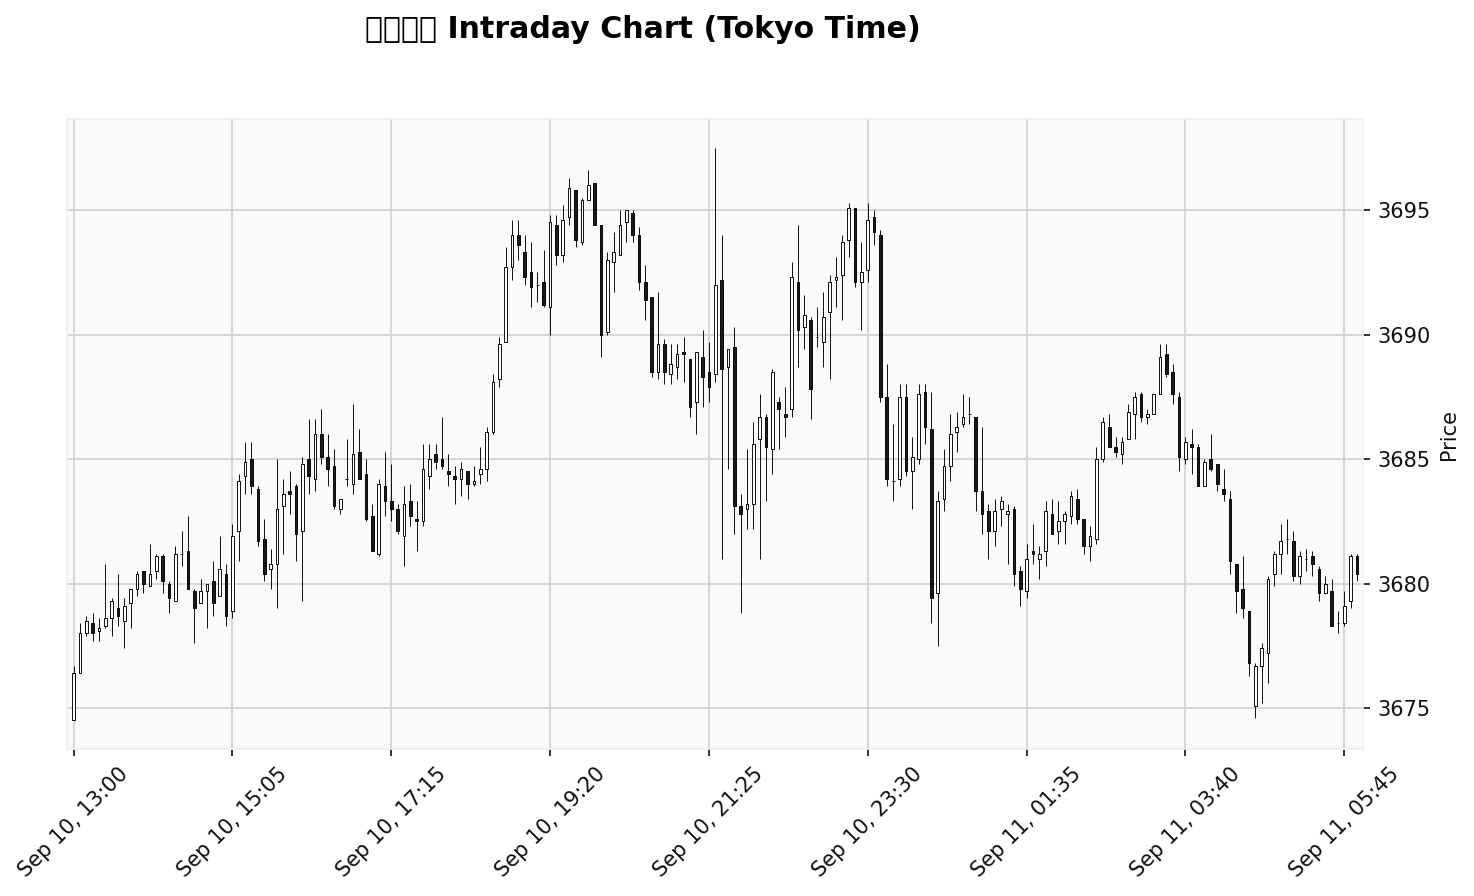 Intraday Chart (Tokyo Time)
3695
3690
3685
3680
3675
Price
Sep 10, 13:00
Sep 10, 15:05
Sep 10, 17:15
Sep 10, 19:20
Sep 10, 21:25
Sep 10, 23:30
Sep 11, 01:35
Sep 11, 03:40
Sep 11, 05:45